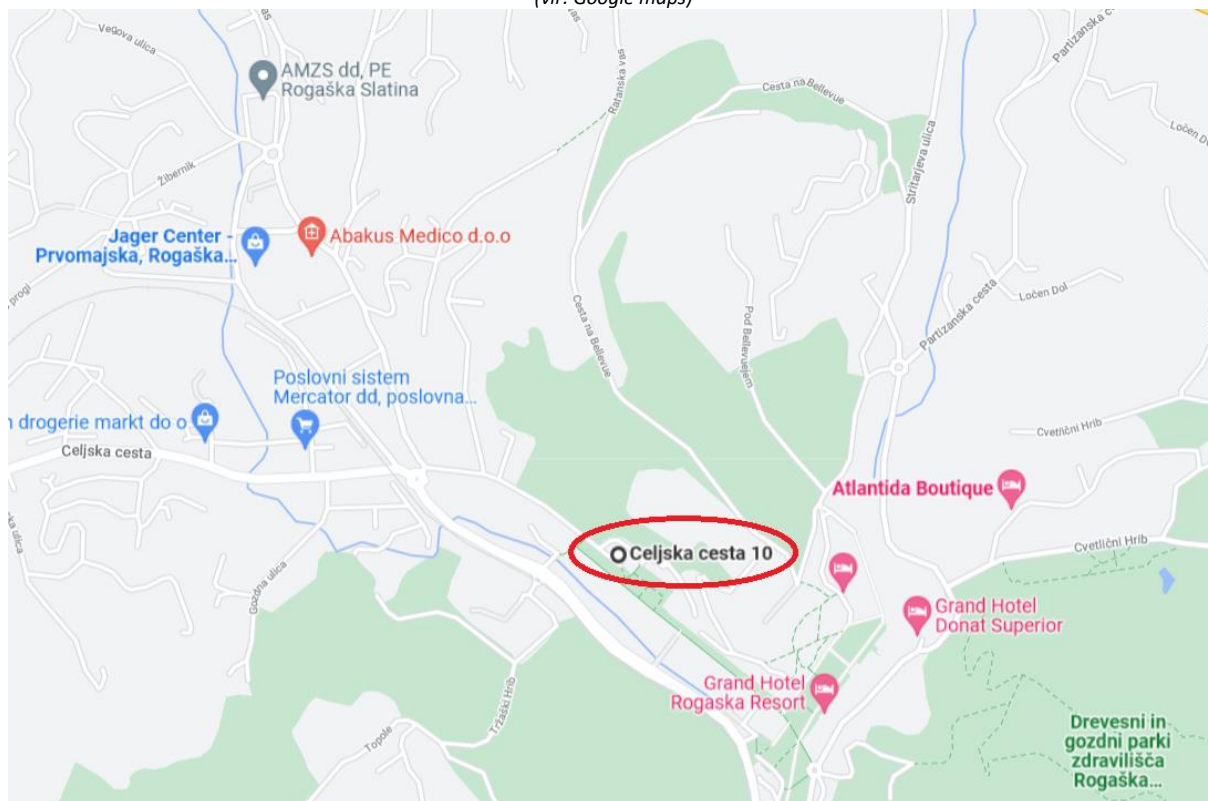 (vir: Google maps)
Vegova ulica
AMZS dd, PE
Rogaška Slatina
Ratanska vas
Cesta na Bellevue
Partizanska c
Stritarjeva ulica
Ločen Do
Žibernik
Jager Center -
Prvomajska, Rogaška...
Abakus Medico d.o.o
progi
Cesta na Bellevue
Pod Bellevuejem
Partizanska cesta
Ločen Dol
Poslovni sistem
Mercator dd, poslovna...
drogerie markt do o
Celjska cesta
Cvetlični Hrib
Atlantida Boutique
Celjska cesta 10
Cvetlični Hrib
ulica
Gozdna ulica
Grand Hotel
Donat Superior
Grand Hotel
Rogaska Resort
Tržaški Hrib
Topole
Drevesni in
gozdni parki
zdravilišča
Rogaška...